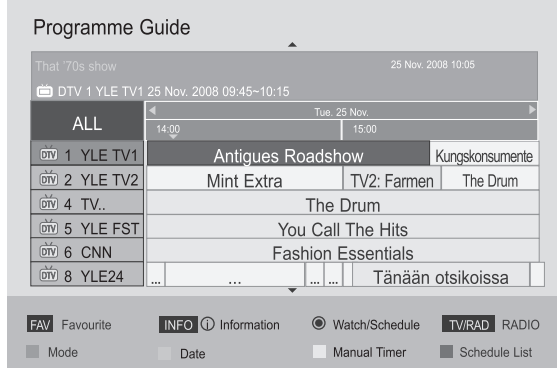 Programme Guide
That '70s show 25 Nov. 2008 10:05
DTV 1 YLE TV1 25 Nov. 2008 09:45~10:15
ALL
Tue. 25 Nov.
14:00 15:00
DTV 1 YLE TV1 Antigues Roadshow Kungskonsumente
DTV 2 YLE TV2 Mint Extra TV2: Farmen The Drum
DTV 4 TV.. The Drum
DTV 5 YLE FST You Call The Hits
DTV 6 CNN Fashion Essentials
DTV 8 YLE24 ... ... ... ... Tänään otsikoissa
FAV Favourite INFO ⓘ Information Watch/Schedule TV/RAD RADIO
Mode Date Manual Timer Schedule List